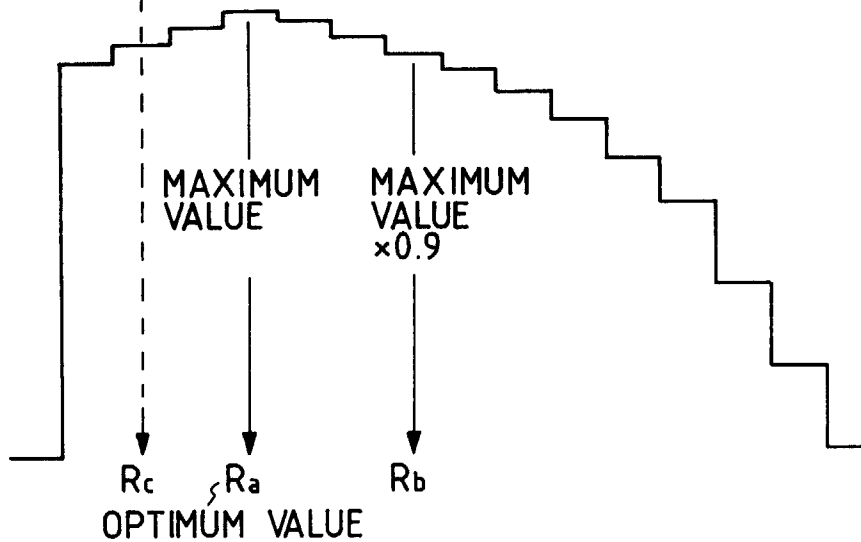 MAXIMUM
VALUE
MAXIMUM
VALUE
×0.9
Rc
Ra
Rb
OPTIMUM VALUE